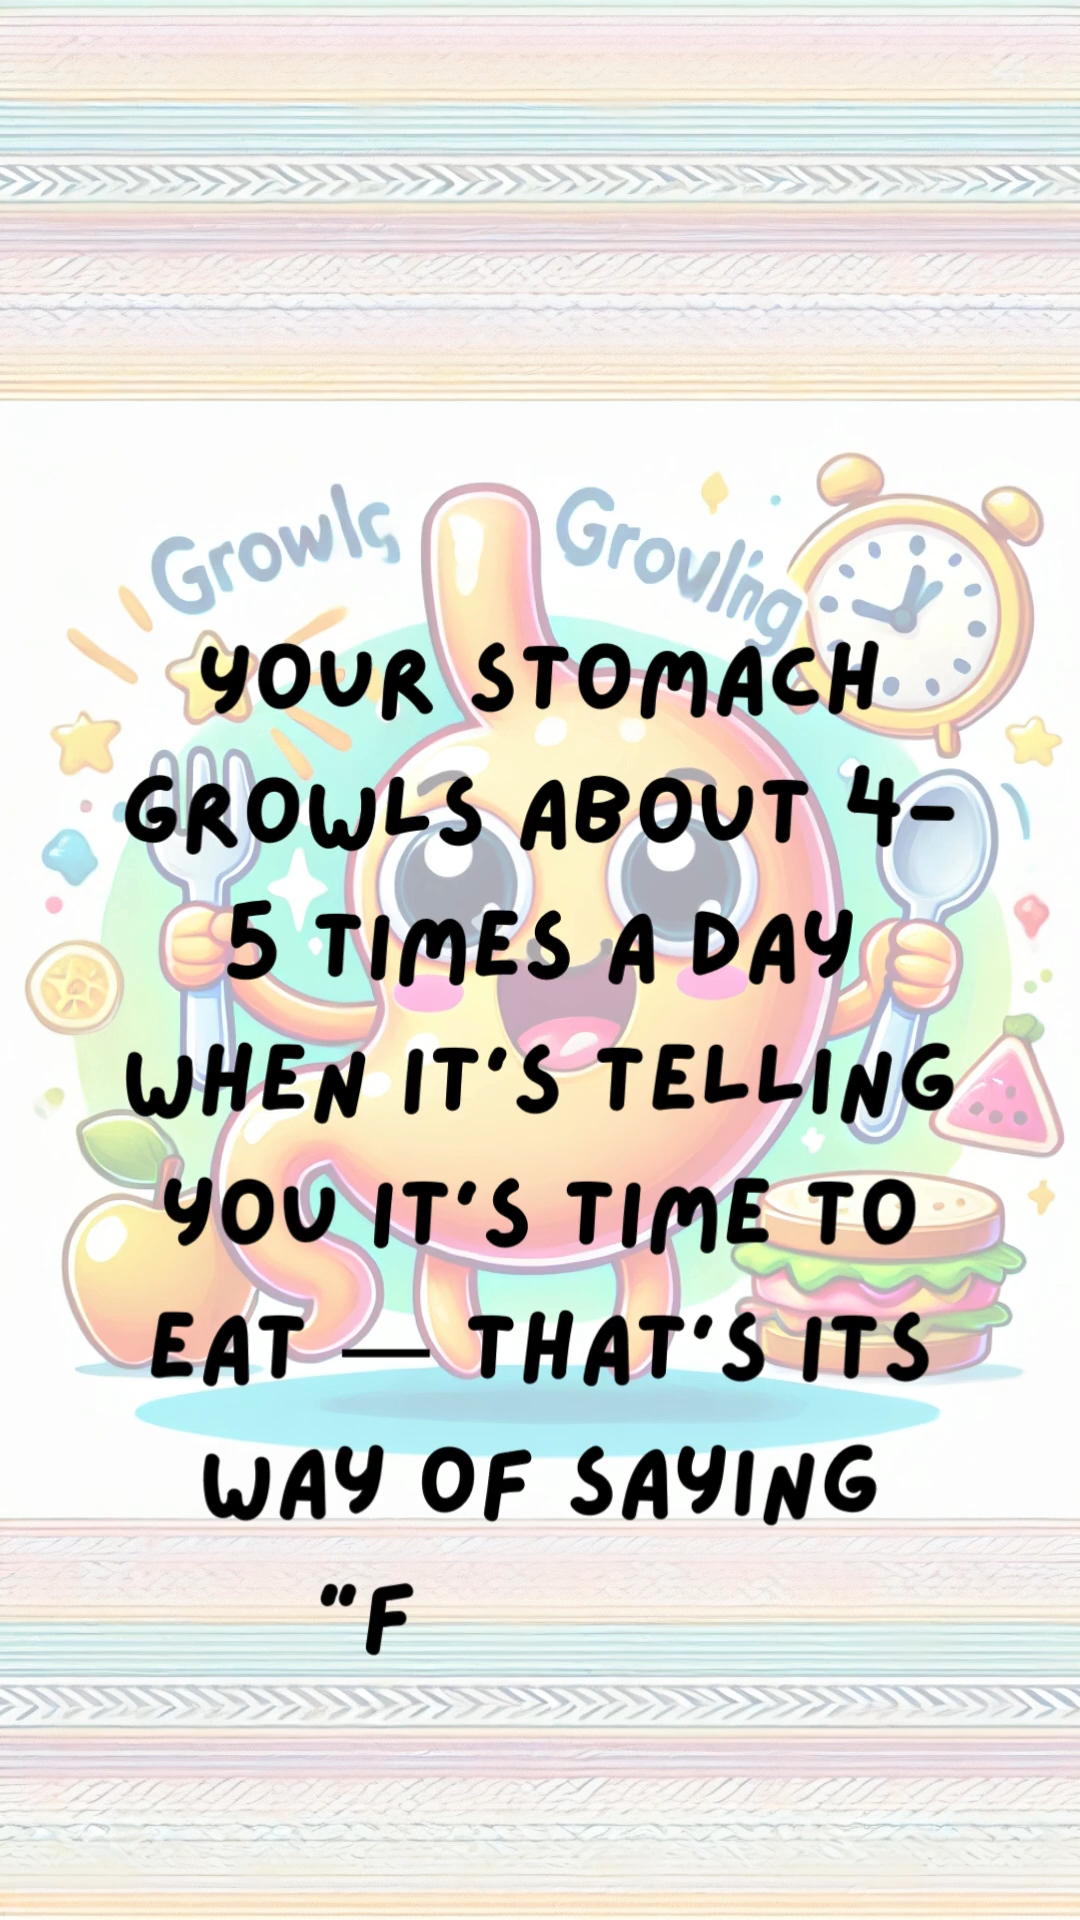 Growls Grovling
YOUR STOMACH
GROWLS ABOUT 4-
5 TIMES A DAY
WHEN IT'S TELLING
YOU IT'S TIME TO
EAT — THAT'S ITS
WAY OF SAYING
"F